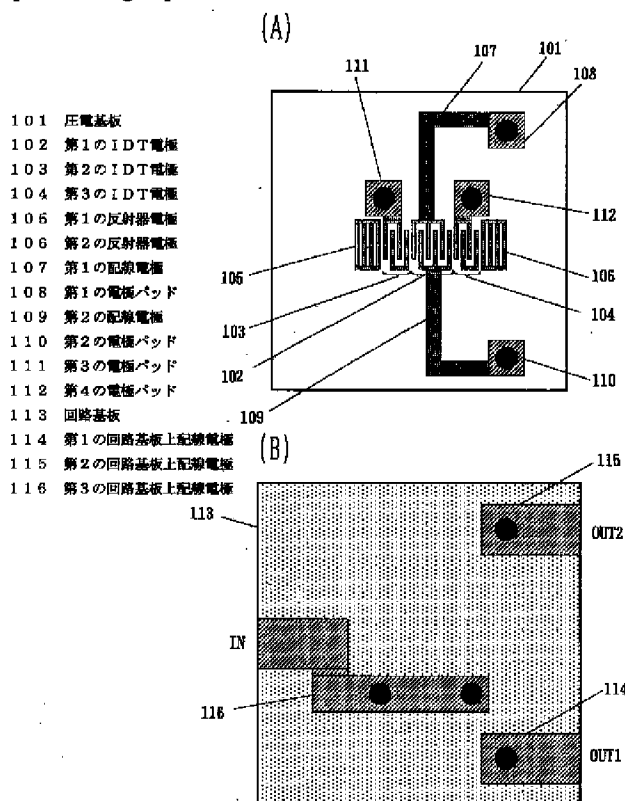 (A)
101 圧電基板
102 第1のIDT電極
103 第2のIDT電極
104 第3のIDT電極
105 第1の反射器電極
106 第2の反射器電極
107 第1の配線電極
108 第1の電極パッド
109 第2の配線電極
110 第2の電極パッド
111 第3の電極パッド
112 第4の電極パッド
113 回路基板
114 第1の回路基板上配線電極
115 第2の回路基板上配線電極
116 第3の回路基板上配線電極
107
101
111
108
112
105
106
103
104
102
110
109
(B)
113
115
OUT2
IN
116
114
OUT1